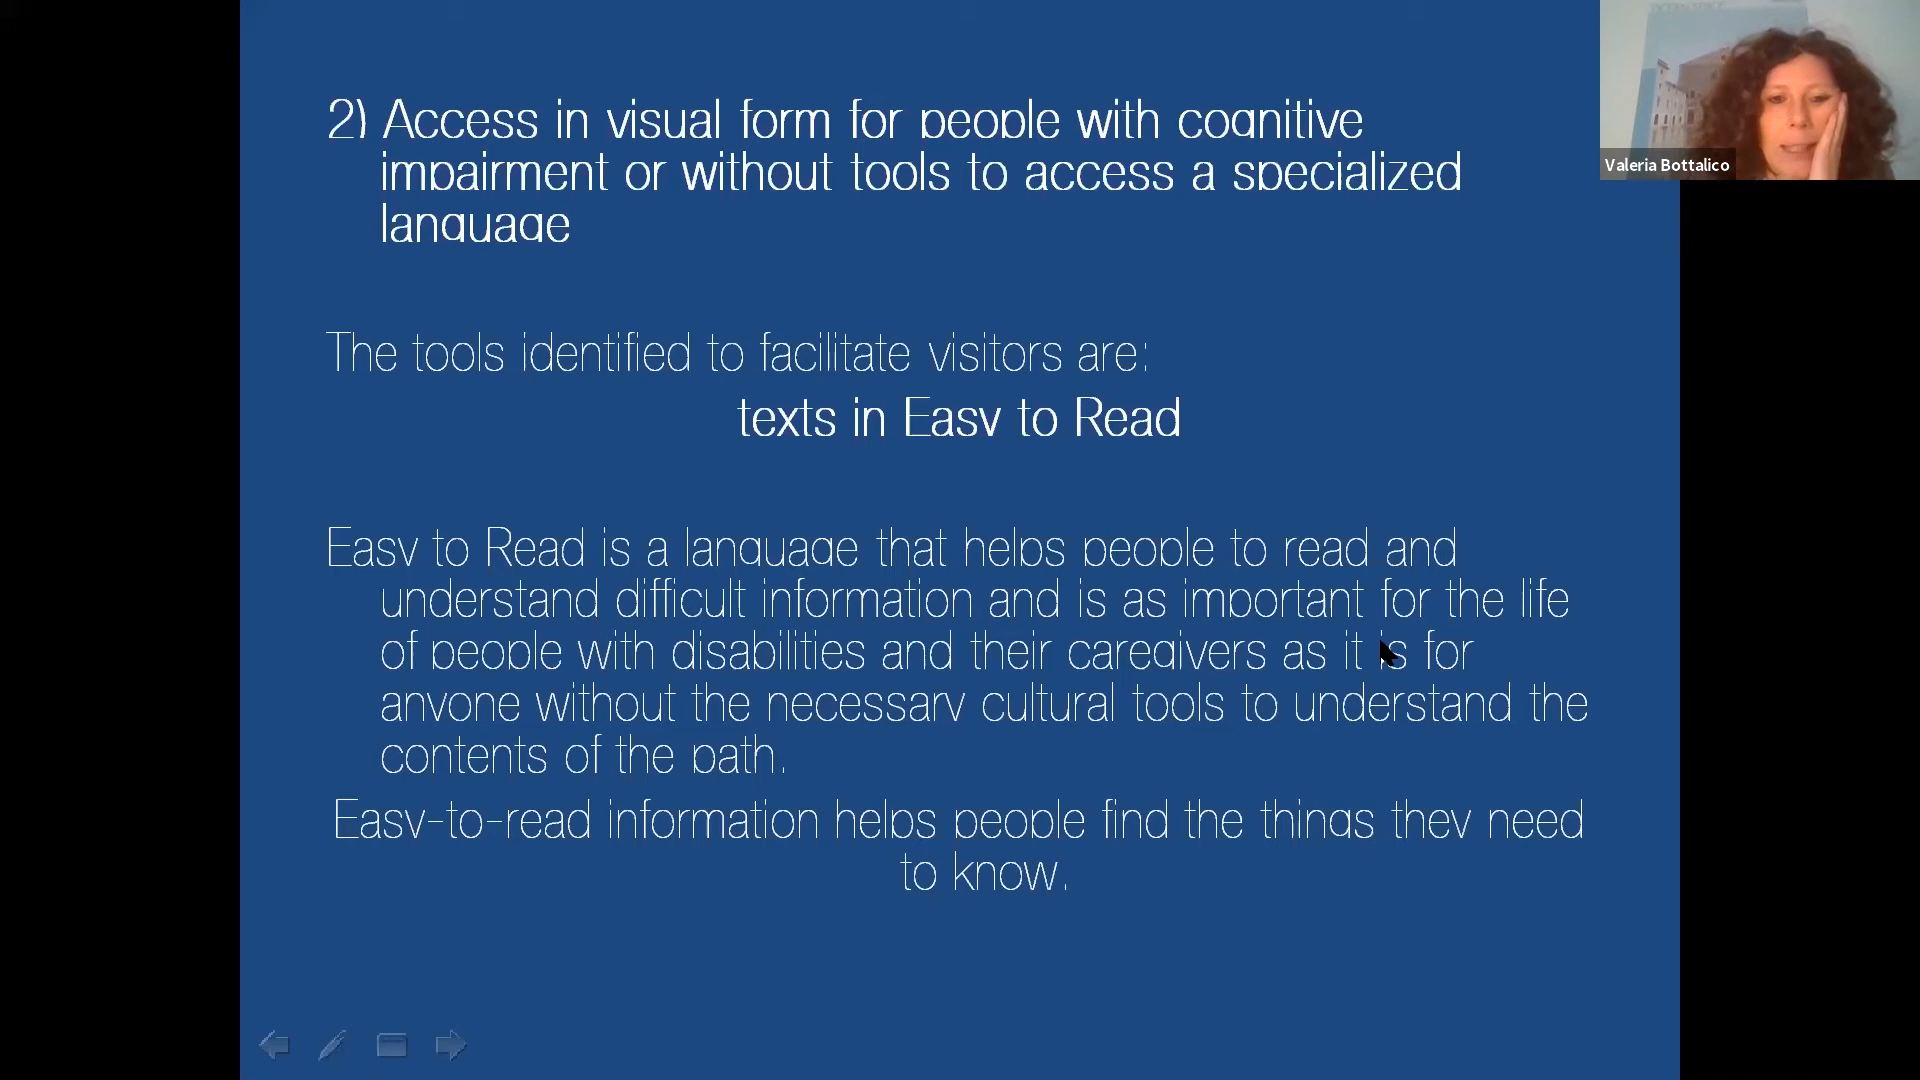 2) Access in visual form for people with cognitive
impairment or without tools to access a specialized
language
The tools identified to facilitate visitors are:
texts in Easy to Read
Easy to Read is a language that helps people to read and
understand difficult information and is as important for the life
of people with disabilities and their caregivers as it is for
anyone without the necessary cultural tools to understand the
contents of the path.
Easy-to-read information helps people find the things they need
to know.
Valeria Bottalico